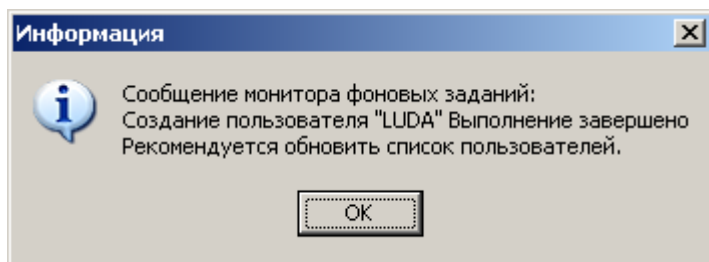 Информация
Сообщение монитора фоновых заданий:
Создание пользователя "LUDA" Выполнение завершено
Рекомендуется обновить список пользователей.
OK